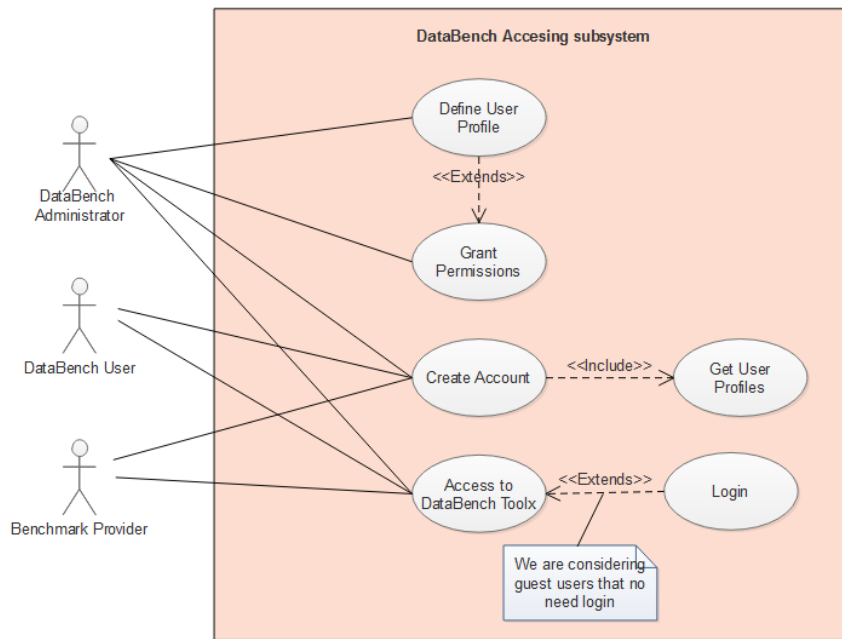 DataBench Accesing subsystem
Define User
Profile
<<Extends>>
DataBench
Administrator
Grant
Permissions
DataBench User
Create Account
<<Include>>
Get User
Profiles
Benchmark Provider
Access to
DataBench Toolx
<<Extends>>
Login
We are considering
guest users that no
need login